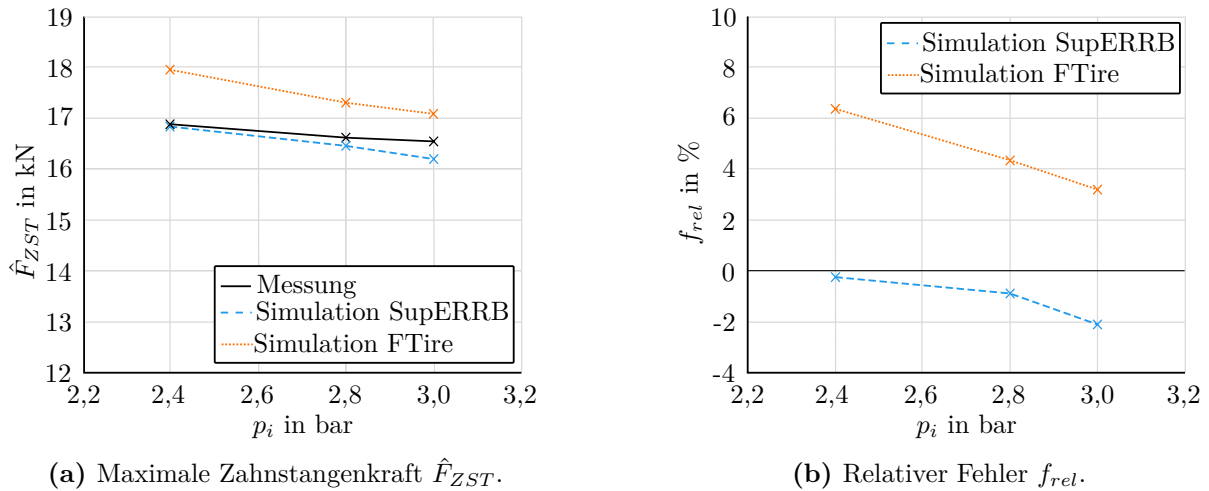 19
18
17
16
15
14
13
12
F̂_ZST in kN
Messung
Simulation SupERRB
Simulation FTire
2,2 2,4 2,6 2,8 3,0 3,2
p_i in bar
(a) Maximale Zahnstangenkraft F̂_ZST.
10
8
6
4
2
0
-2
-4
f_rel in %
Simulation SupERRB
Simulation FTire
2,2 2,4 2,6 2,8 3,0 3,2
p_i in bar
(b) Relativer Fehler f_rel.